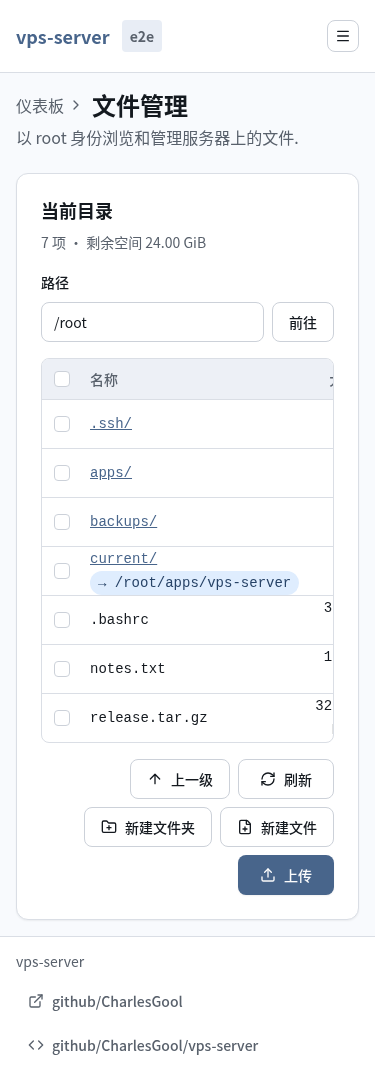 vps-server e2e
仪表板 文件管理
以 root 身份浏览和管理服务器上的文件.
当前目录
7 项 • 剩余空间 24.00 GiB
路径
/root 前往
名称
.ssh/
apps/
backups/
current/
→ /root/apps/vps-server
.bashrc 3
notes.txt 1
release.tar.gz 32
上一级 刷新
新建文件夹 新建文件
上传
vps-server
github/CharlesGool
github/CharlesGool/vps-server